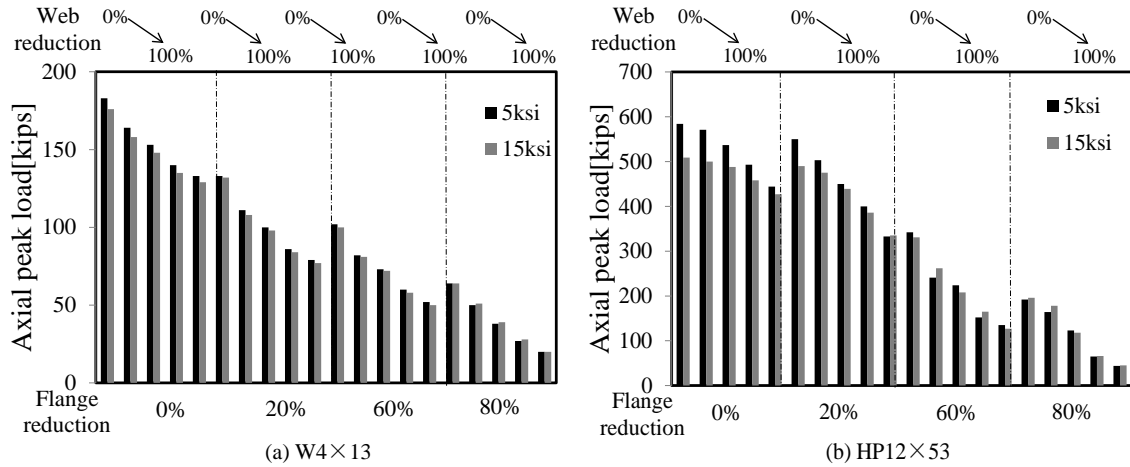 Web reduction 0% 100% 0% 100% 0% 100% 0% 100%
200
150
100
50
0
Axial peak load[kips]
5ksi
15ksi
Flange reduction 0% 20% 60% 80%
(a) W4×13
Web reduction 0% 100% 0% 100% 0% 100% 0% 100%
700
600
500
400
300
200
100
0
Axial peak load[kips]
5ksi
15ksi
Flange reduction 0% 20% 60% 80%
(b) HP12×53